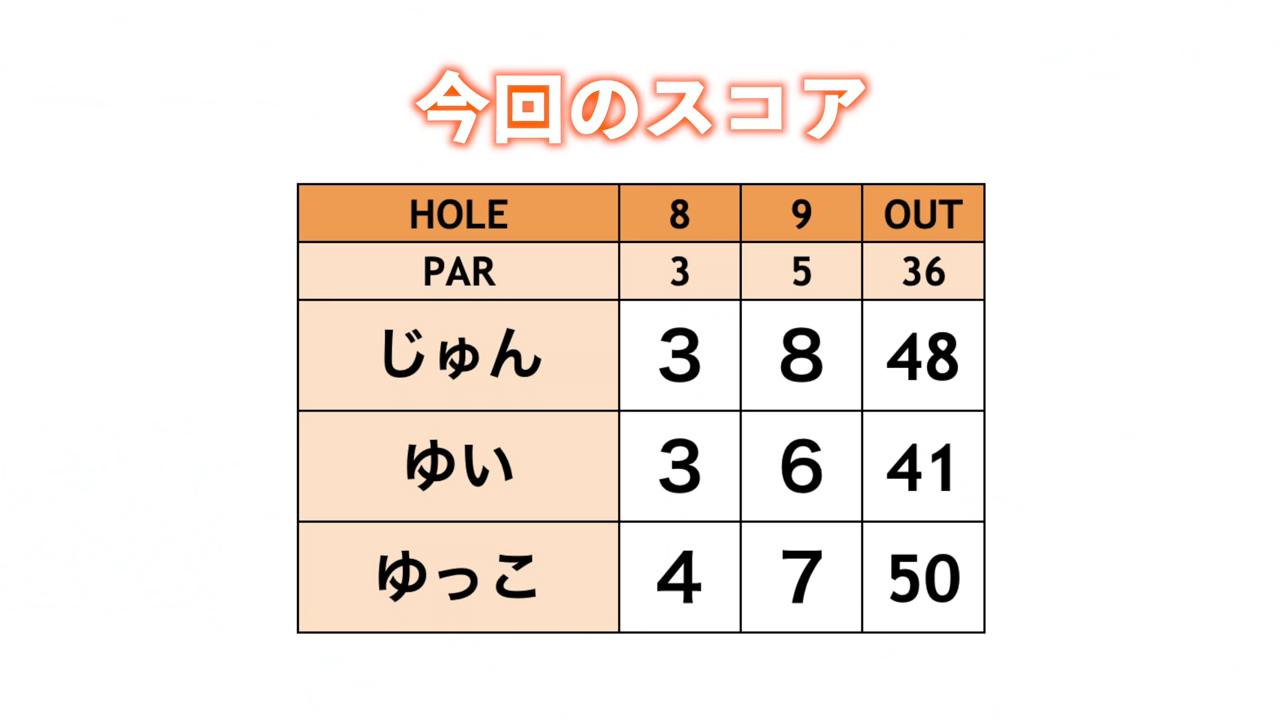 今回のスコア
HOLE 8 9 OUT
PAR 3 5 36
じゅん 3 8 48
ゆい 3 6 41
ゆっこ 4 7 50